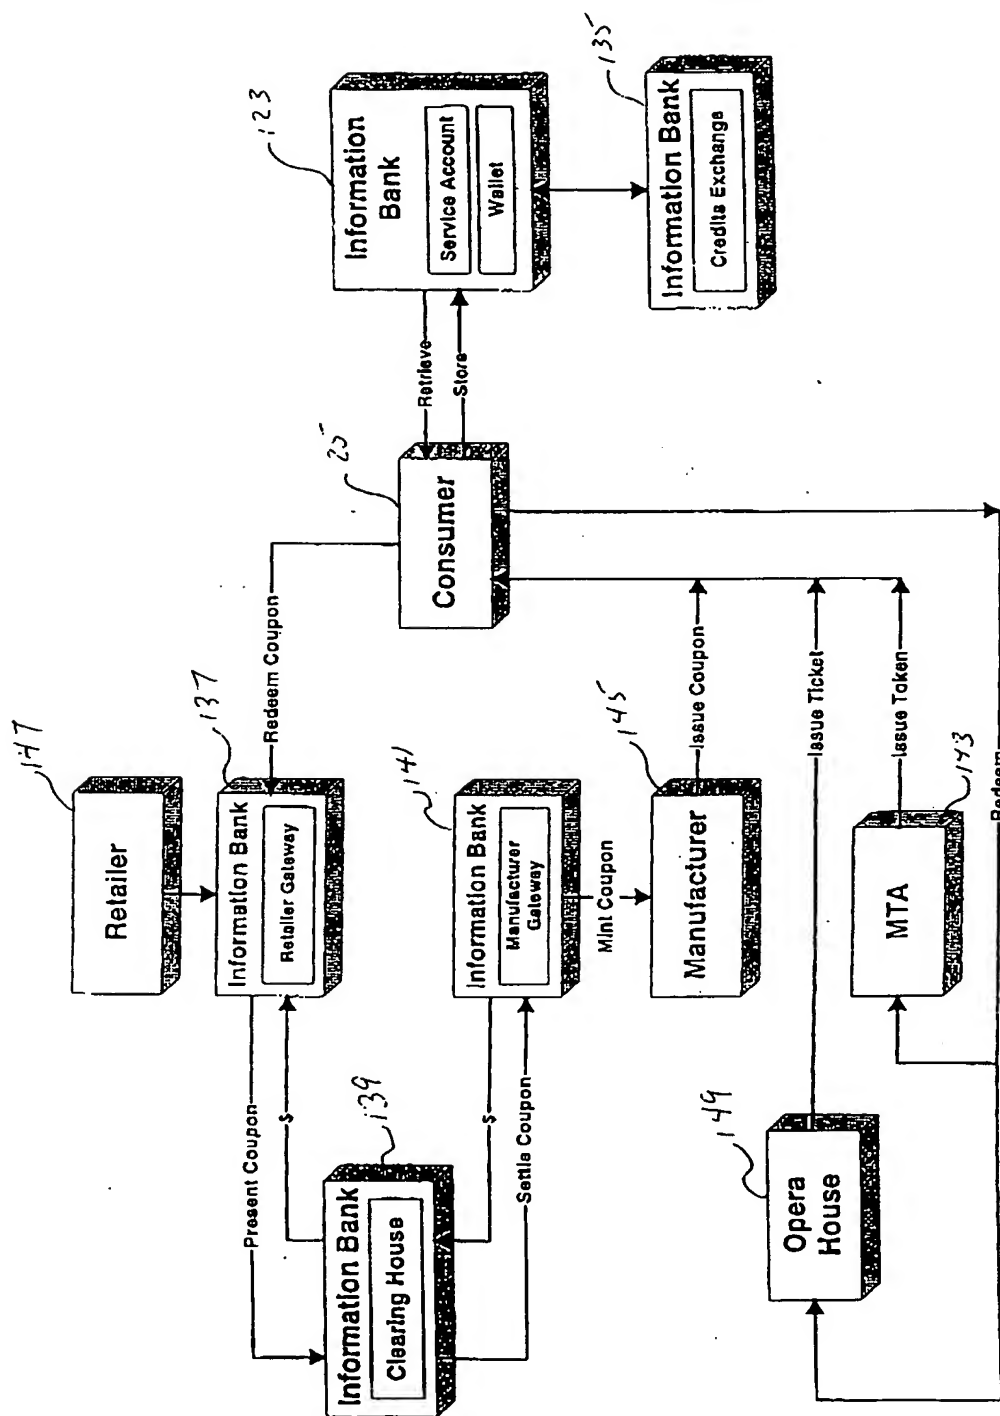 147
Retailer
137
Information Bank
Retailer Gateway
Redeem Coupon
Present Coupon
$
139
Information Bank
Clearing House
$
Settle Coupon
141
Information Bank
Manufacturer
Gateway
Mint Coupon
145
Manufacturer
Issue Coupon
25
Consumer
Retrieve
Store
123
Information
Bank
Service Account
Wallet
135
Information Bank
Credits Exchange
149
Opera
House
Issue Ticket
MTA
143
Issue Token
Redeem